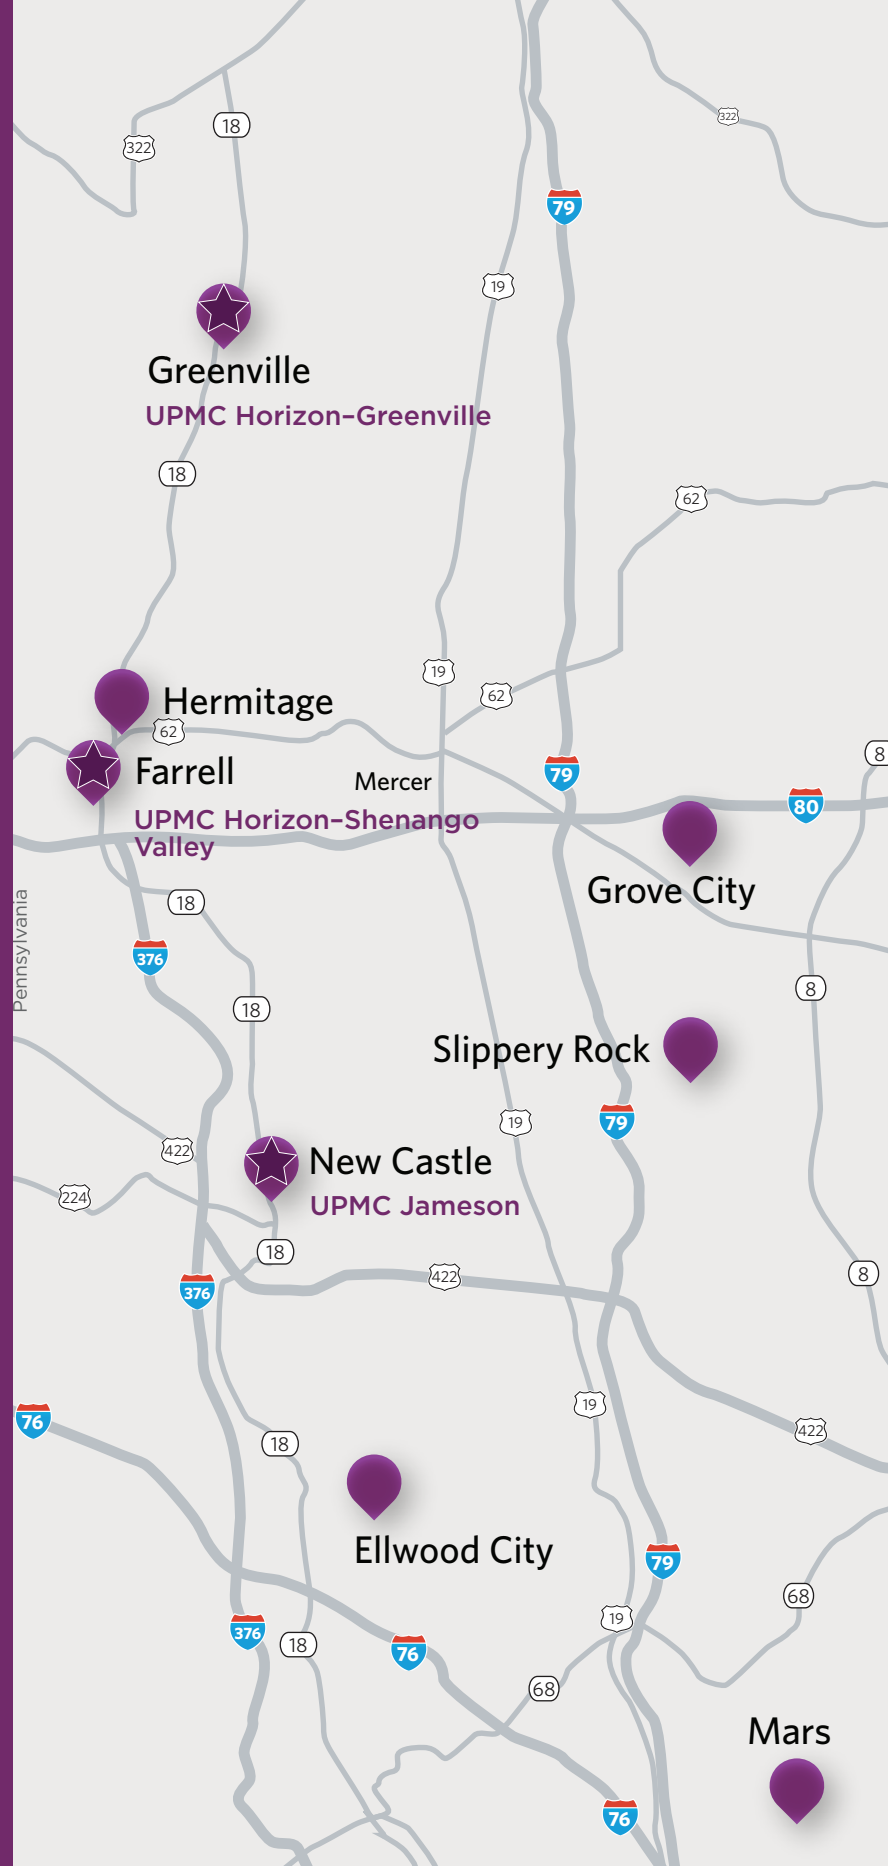 18
322
322
79
19
Greenville
UPMC Horizon–Greenville
18
62
19
62
Hermitage
62
8
Farrell
79
Mercer
80
UPMC Horizon–Shenango
Valley
Grove City
18
Pennsylvania
376
8
18
Slippery Rock
79
19
422
New Castle
224
UPMC Jameson
18
8
422
376
19
76
422
18
Ellwood City
79
68
19
376
18
76
68
Mars
76